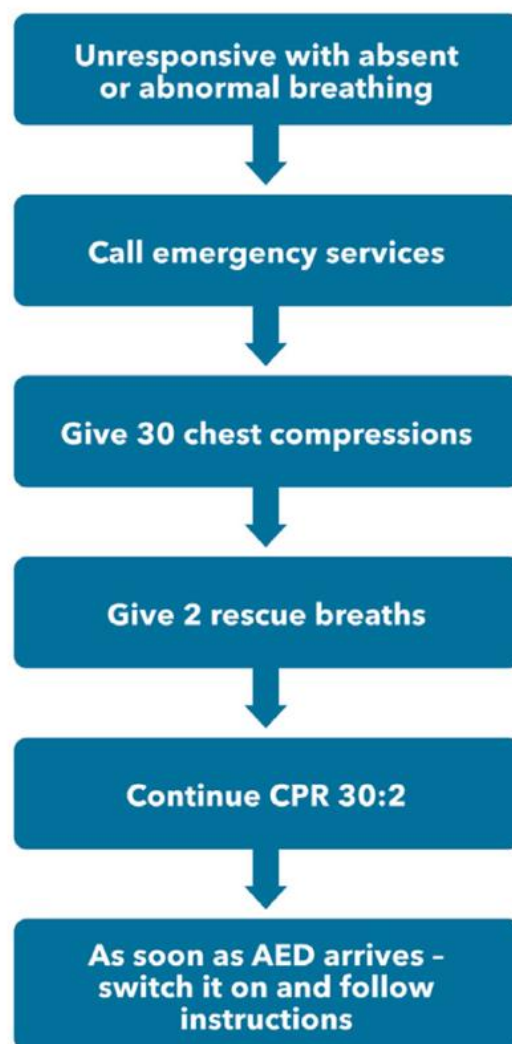 Unresponsive with absent
or abnormal breathing
Call emergency services
Give 30 chest compressions
Give 2 rescue breaths
Continue CPR 30:2
As soon as AED arrives –
switch it on and follow
instructions